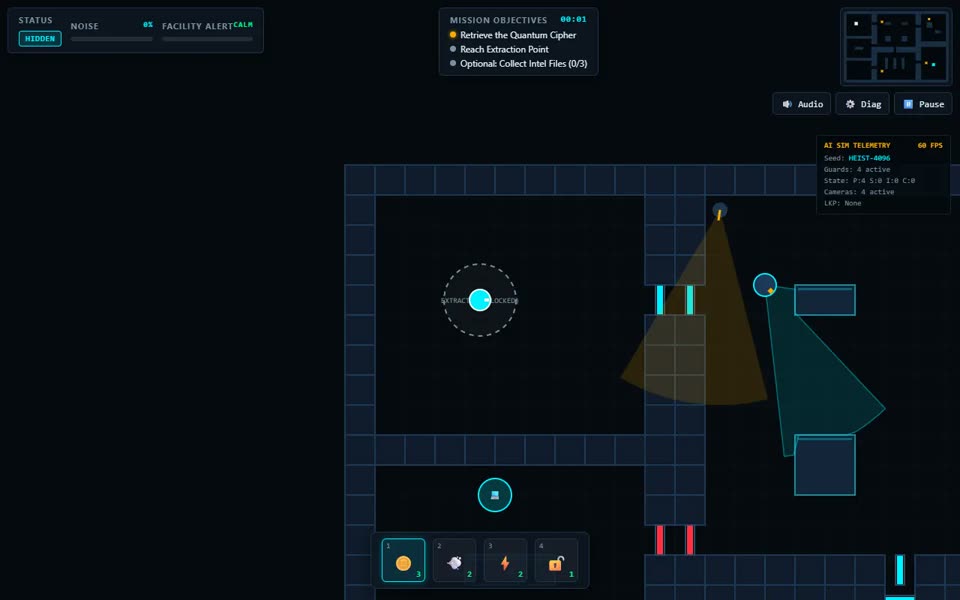 STATUS
HIDDEN
NOISE 0%
FACILITY ALERT CALM
MISSION OBJECTIVES 00:01
Retrieve the Quantum Cipher
Reach Extraction Point
Optional: Collect Intel Files (0/3)
Audio
Diag
Pause
AI SIM TELEMETRY 60 FPS
Seed: HEIST-4096
Guards: 4 active
State: P:4 S:0 I:0 C:0
Cameras: 4 active
LKP: None
1 3
2 2
3 2
4 1